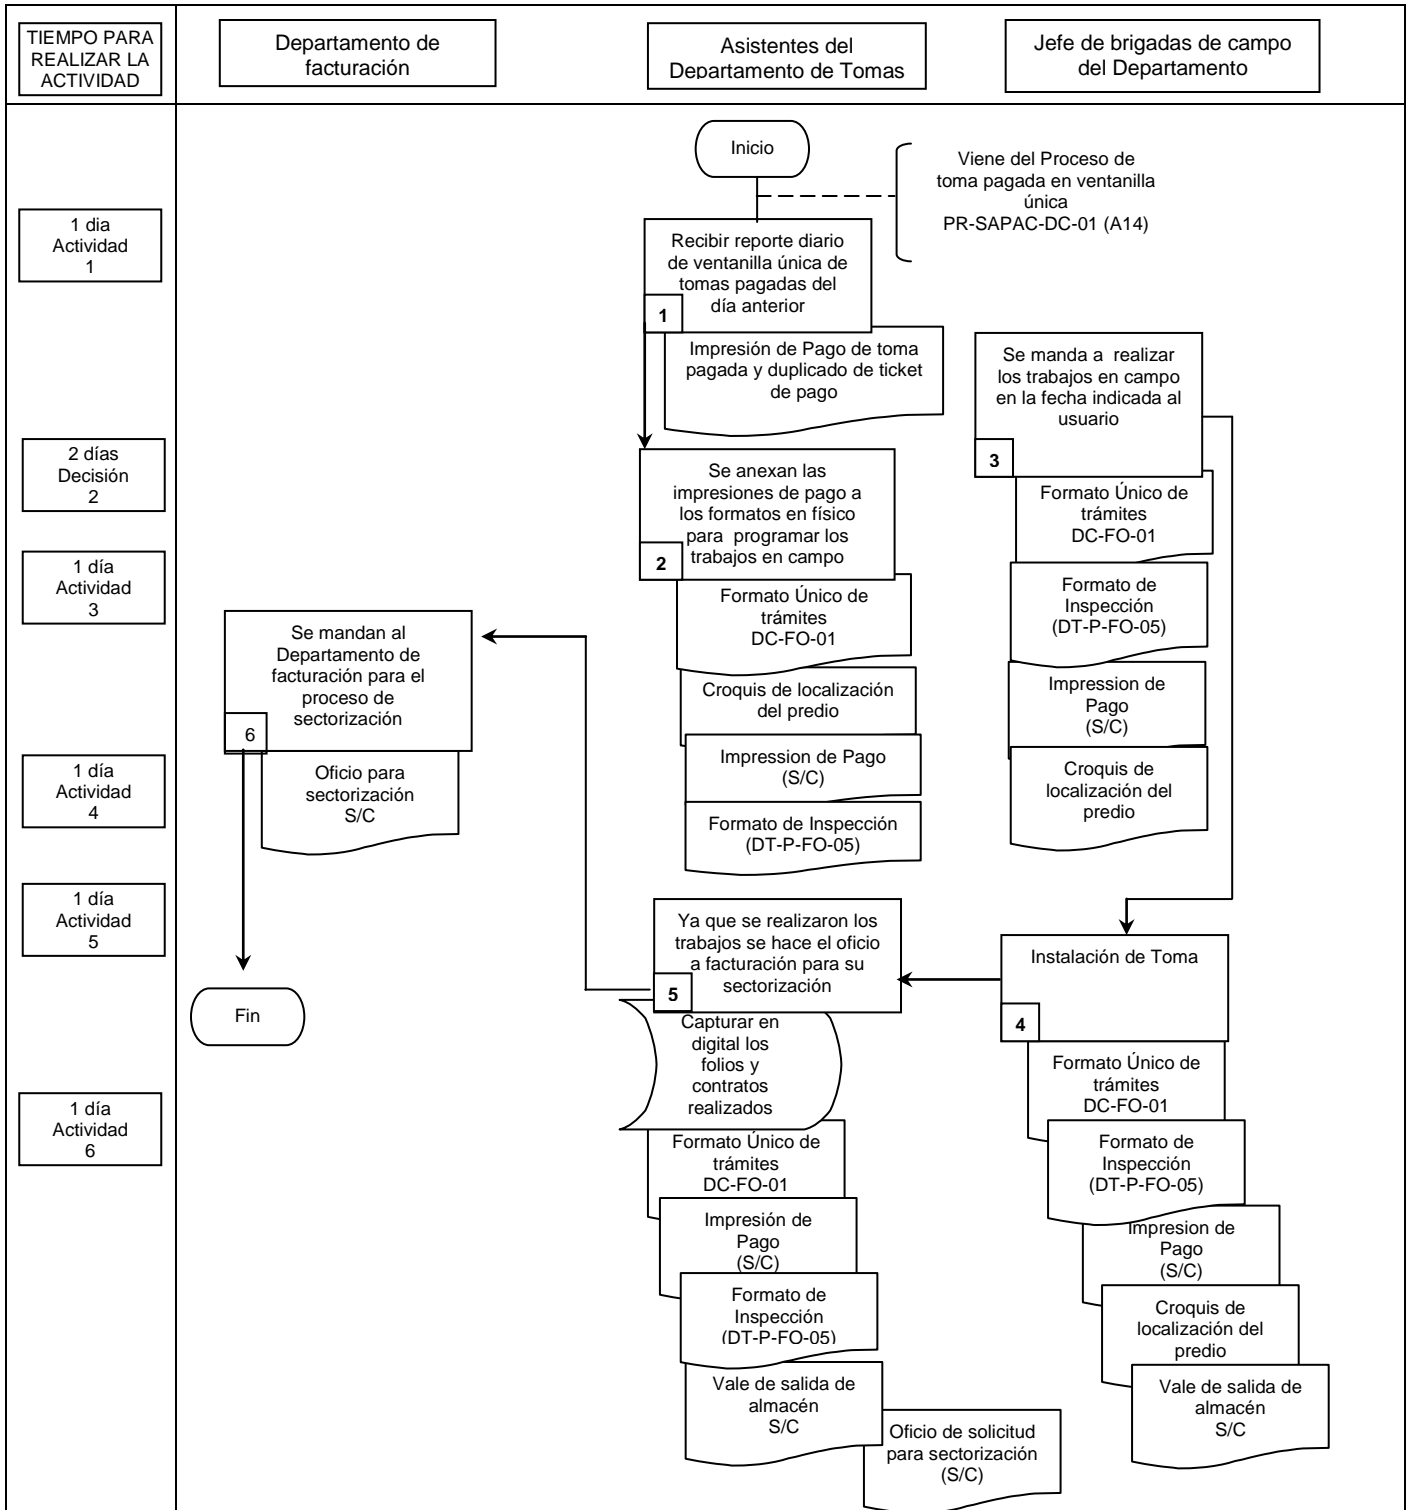 TIEMPO PARA
REALIZAR LA
ACTIVIDAD
Departamento de
facturación
Asistentes del
Departamento de Tomas
Jefe de brigadas de campo
del Departamento
Inicio
Viene del Proceso de
toma pagada en ventanilla
única
PR-SAPAC-DC-01 (A14)
1 dia
Actividad
1
Recibir reporte diario
de ventanilla única de
tomas pagadas del
día anterior
1
Impresión de Pago de toma
pagada y duplicado de ticket
de pago
Se manda a realizar
los trabajos en campo
en la fecha indicada al
usuario
3
Formato Único de
trámites
DC-FO-01
Formato de
Inspección
(DT-P-FO-05)
Impression de
Pago
(S/C)
Croquis de
localización del
predio
2 días
Decisión
2
Se anexan las
impresiones de pago a
los formatos en físico
para programar los
trabajos en campo
2
Formato Único de
trámites
DC-FO-01
Croquis de localización
del predio
Impression de Pago
(S/C)
Formato de Inspección
(DT-P-FO-05)
1 día
Actividad
3
Se mandan al
Departamento de
facturación para el
proceso de
sectorización
6
Oficio para
sectorización
S/C
1 día
Actividad
4
1 día
Actividad
5
Ya que se realizaron los
trabajos se hace el oficio
a facturación para su
sectorización
5
Capturar en
digital los
folios y
contratos
realizados
Formato Único de
trámites
DC-FO-01
Impresión de
Pago
(S/C)
Formato de
Inspección
(DT-P-FO-05)
Vale de salida de
almacén
S/C
Oficio de solicitud
para sectorización
(S/C)
Instalación de Toma
4
Formato Único de
trámites
DC-FO-01
Formato de
Inspección
(DT-P-FO-05)
Impresion de
Pago
(S/C)
Croquis de
localización del
predio
Vale de salida de
almacén
S/C
Fin
1 día
Actividad
6